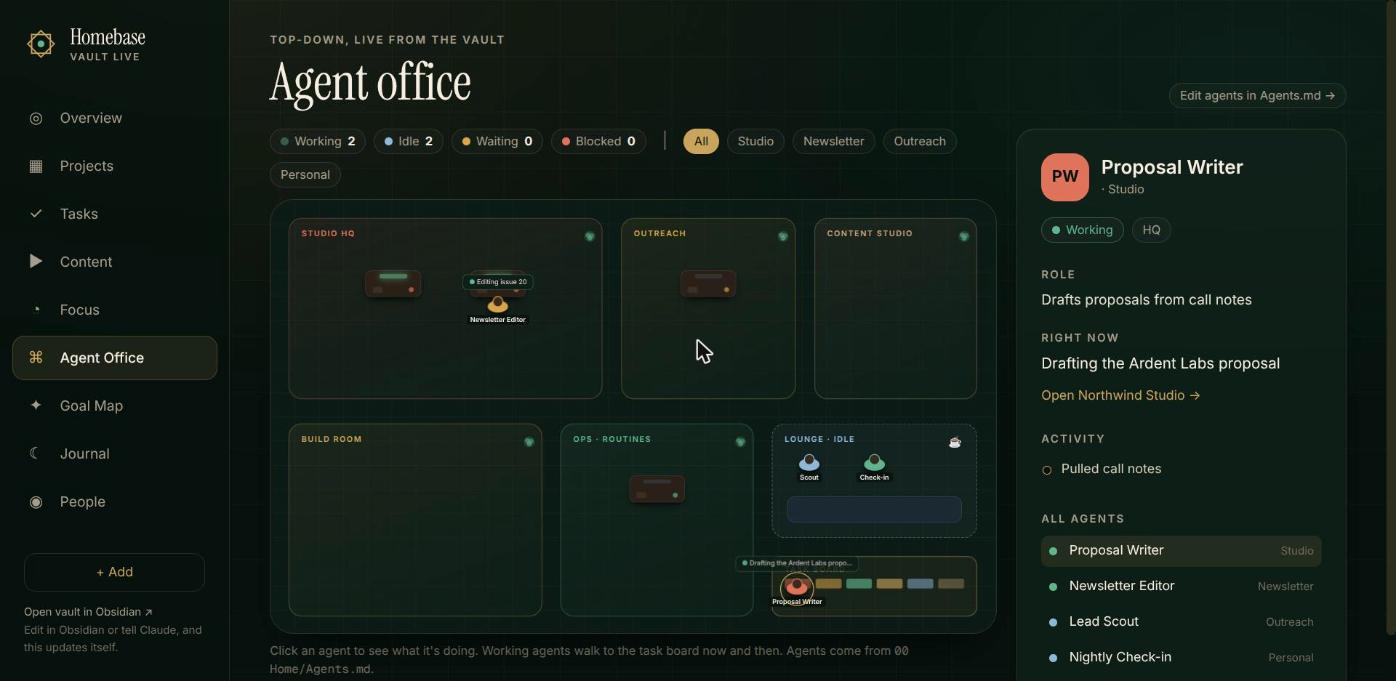 Homebase
VAULT LIVE
Overview
Projects
Tasks
Content
Focus
Agent Office
Goal Map
Journal
People
+ Add
Open vault in Obsidian ↗
Edit in Obsidian or tell Claude, and
this updates itself.
TOP-DOWN, LIVE FROM THE VAULT
Agent office
Edit agents in Agents.md →
Working 2
Idle 2
Waiting 0
Blocked 0
All
Studio
Newsletter
Outreach
Personal
STUDIO HQ
Editing issue 20
Newsletter Editor
OUTREACH
CONTENT STUDIO
BUILD ROOM
OPS · ROUTINES
LOUNGE · IDLE
Scout
Check-in
Drafting the Ardent Labs propo...
Proposal Writer
Click an agent to see what it's doing. Working agents walk to the task board now and then. Agents come from 00
Home/Agents.md.
PW
Proposal Writer
· Studio
Working
HQ
ROLE
Drafts proposals from call notes
RIGHT NOW
Drafting the Ardent Labs proposal
Open Northwind Studio →
ACTIVITY
Pulled call notes
ALL AGENTS
Proposal Writer Studio
Newsletter Editor Newsletter
Lead Scout Outreach
Nightly Check-in Personal